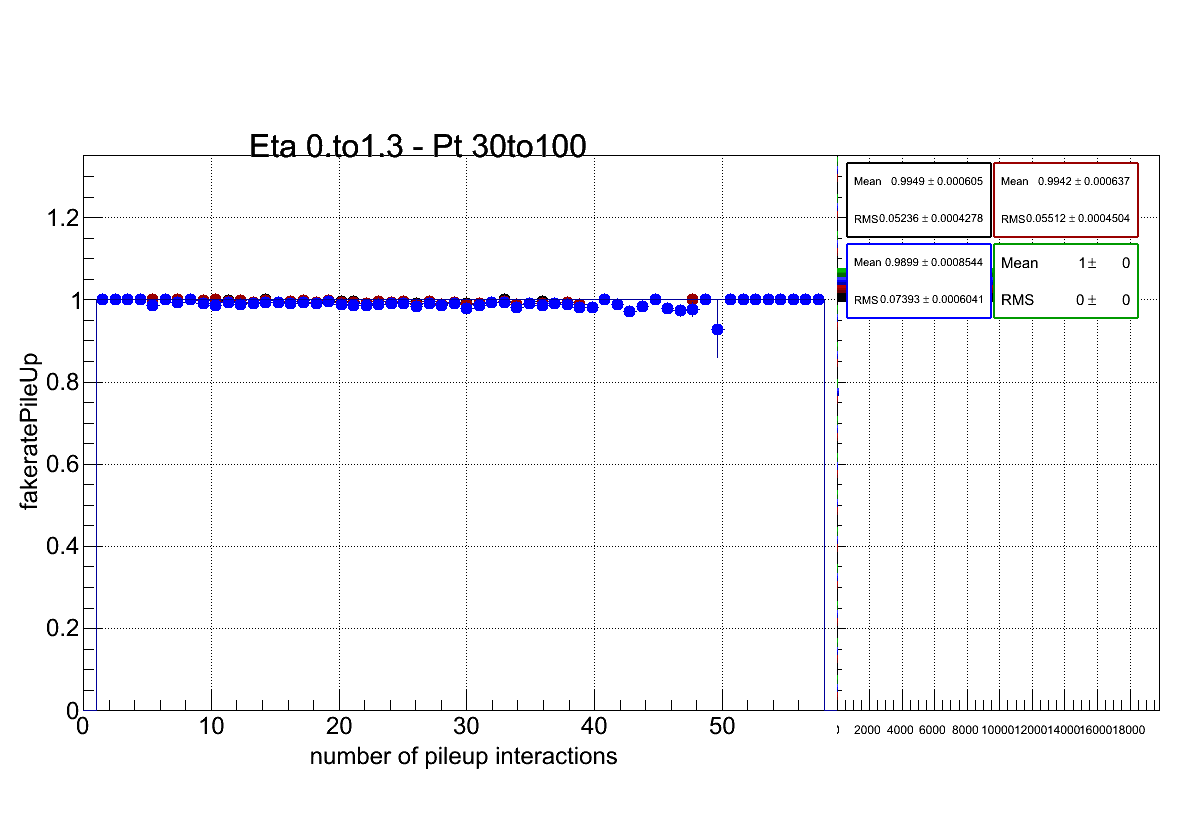 Eta 0.to1.3 - Pt 30to100
Mean 0.9949 ± 0.000605
RMS 0.05236 ± 0.0004278
Mean 0.9942 ± 0.000637
RMS 0.05512 ± 0.0004504
Mean 0.9899 ± 0.0008544
RMS 0.07393 ± 0.0006041
Mean 1 ± 0
RMS 0 ± 0
fakeratePileUp
1.2
1
0.8
0.6
0.4
0.2
0
0 10 20 30 40 50
2000 4000 6000 8000 10000 12000 14000 16000 18000
number of pileup interactions